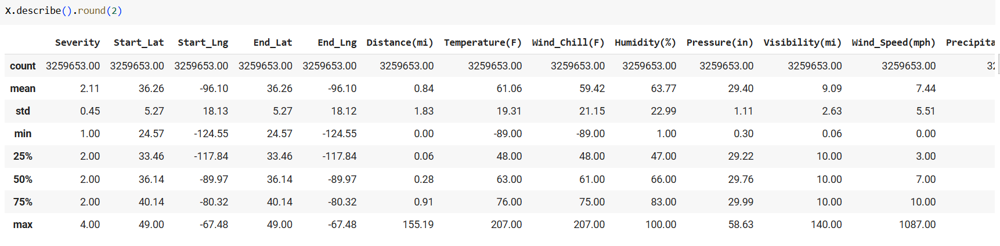 X.describe().round(2)
Severity Start_Lat Start_Lng End_Lat End_Lng Distance(mi) Temperature(F) Wind_Chill(F) Humidity(%) Pressure(in) Visibility(mi) Wind_Speed(mph) Precipita
count 3259653.00 3259653.00 3259653.00 3259653.00 3259653.00 3259653.00 3259653.00 3259653.00 3259653.00 3259653.00 3259653.00 3259653.00 32
mean 2.11 36.26 -96.10 36.26 -96.10 0.84 61.06 59.42 63.77 29.40 9.09 7.44
std 0.45 5.27 18.13 5.27 18.12 1.83 19.31 21.15 22.99 1.11 2.63 5.51
min 1.00 24.57 -124.55 24.57 -124.55 0.00 -89.00 -89.00 1.00 0.30 0.06 0.00
25% 2.00 33.46 -117.84 33.46 -117.84 0.06 48.00 48.00 47.00 29.22 10.00 3.00
50% 2.00 36.14 -89.97 36.14 -89.97 0.28 63.00 61.00 66.00 29.76 10.00 7.00
75% 2.00 40.14 -80.32 40.14 -80.32 0.91 76.00 75.00 83.00 29.99 10.00 10.00
max 4.00 49.00 -67.48 49.00 -67.48 155.19 207.00 207.00 100.00 58.63 140.00 1087.00